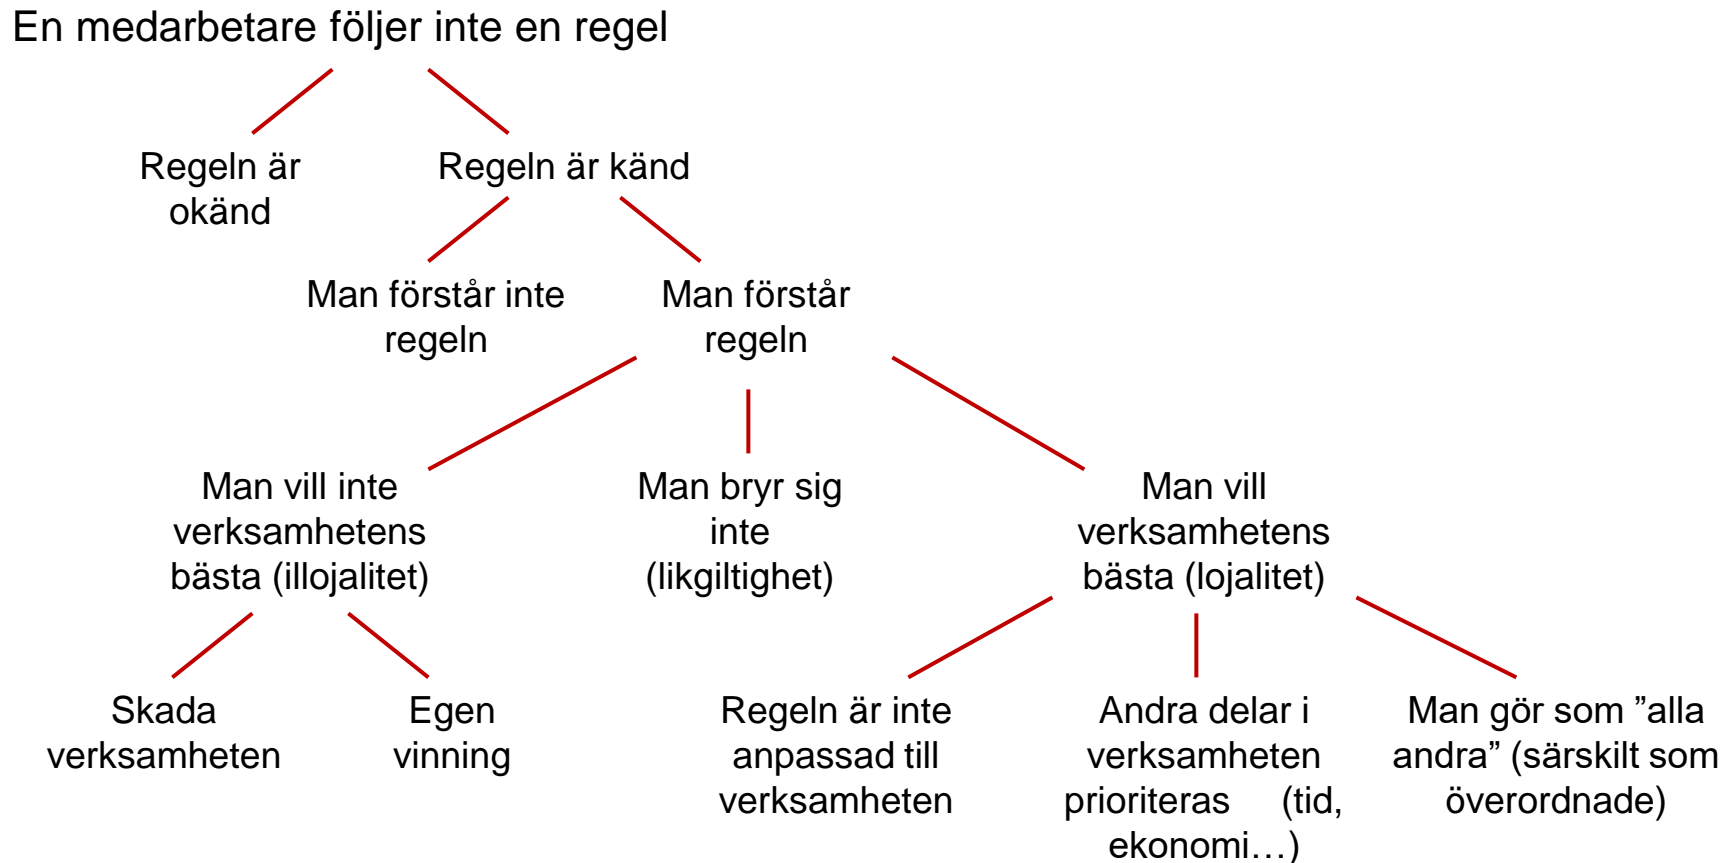 En medarbetare följer inte en regel
Regeln är
okänd
Regeln är känd
Man förstår inte
regeln
Man förstår
regeln
Man vill inte
verksamhetens
bästa (illojalitet)
Man bryr sig
inte
(likgiltighet)
Man vill
verksamhetens
bästa (lojalitet)
Skada
verksamheten
Egen
vinning
Regeln är inte
anpassad till
verksamheten
Andra delar i
verksamheten
prioriteras (tid,
ekonomi…)
Man gör som ”alla
andra” (särskilt som
överordnade)